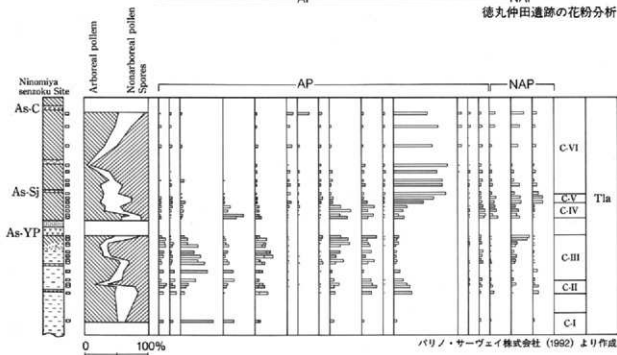 徳丸仲田遺跡の花粉分析
Arboreal pollem
Nonarboreal pollen
Spores
AP
NAP
Ninomiya
senzoku Site
As-C
As-Sj
As-YP
C-VI
C-V
C-IV
C-III
C-II
C-I
Tla
0
100%
パリノ・サーヴェイ株式会社（1992）より作成